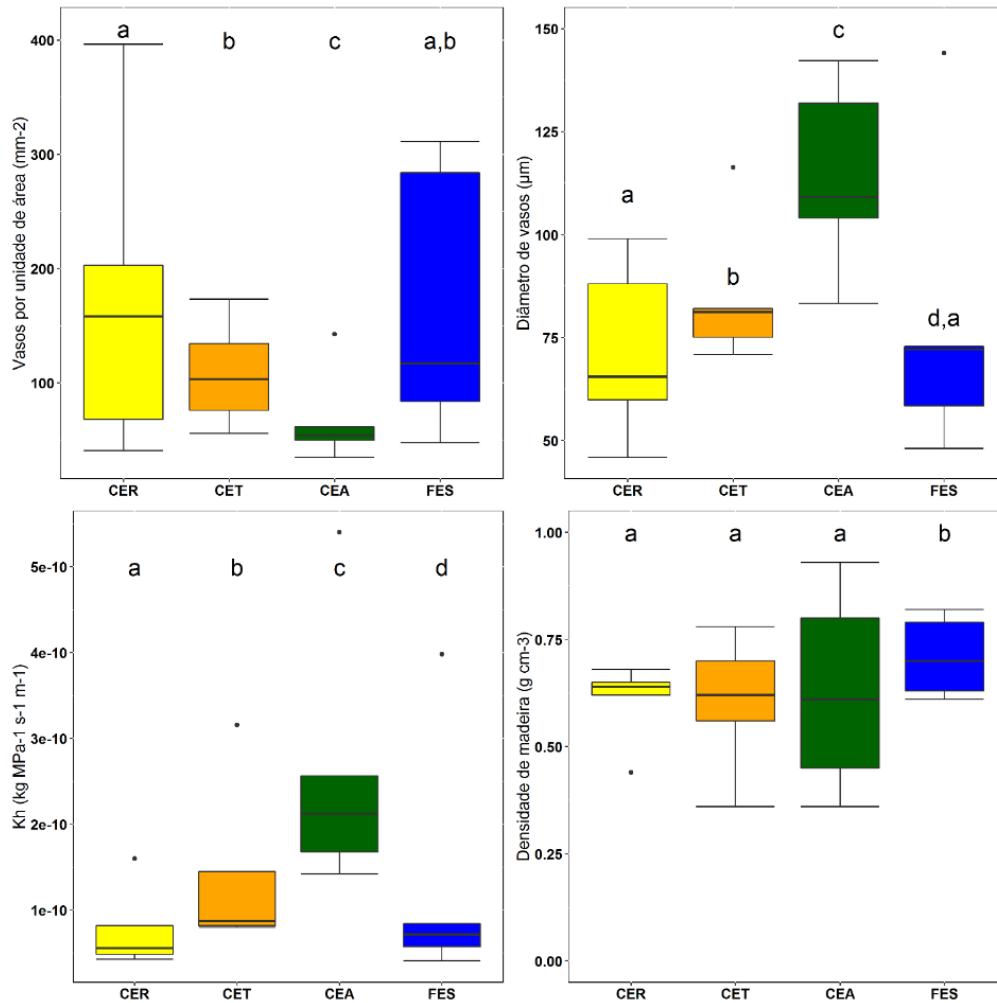 a b c a,b
400
300
200
100
Vasos por unidade de área (mm-2)
CER CET CEA FES
c
a
b
d,a
150
125
100
75
50
Diâmetro de vasos (µm)
CER CET CEA FES
a b c d
5e-10
4e-10
3e-10
2e-10
1e-10
Kh (kg MPa-1 s-1 m-1)
CER CET CEA FES
a a a b
1.00
0.75
0.50
0.25
0.00
Densidade de madeira (g cm-3)
CER CET CEA FES